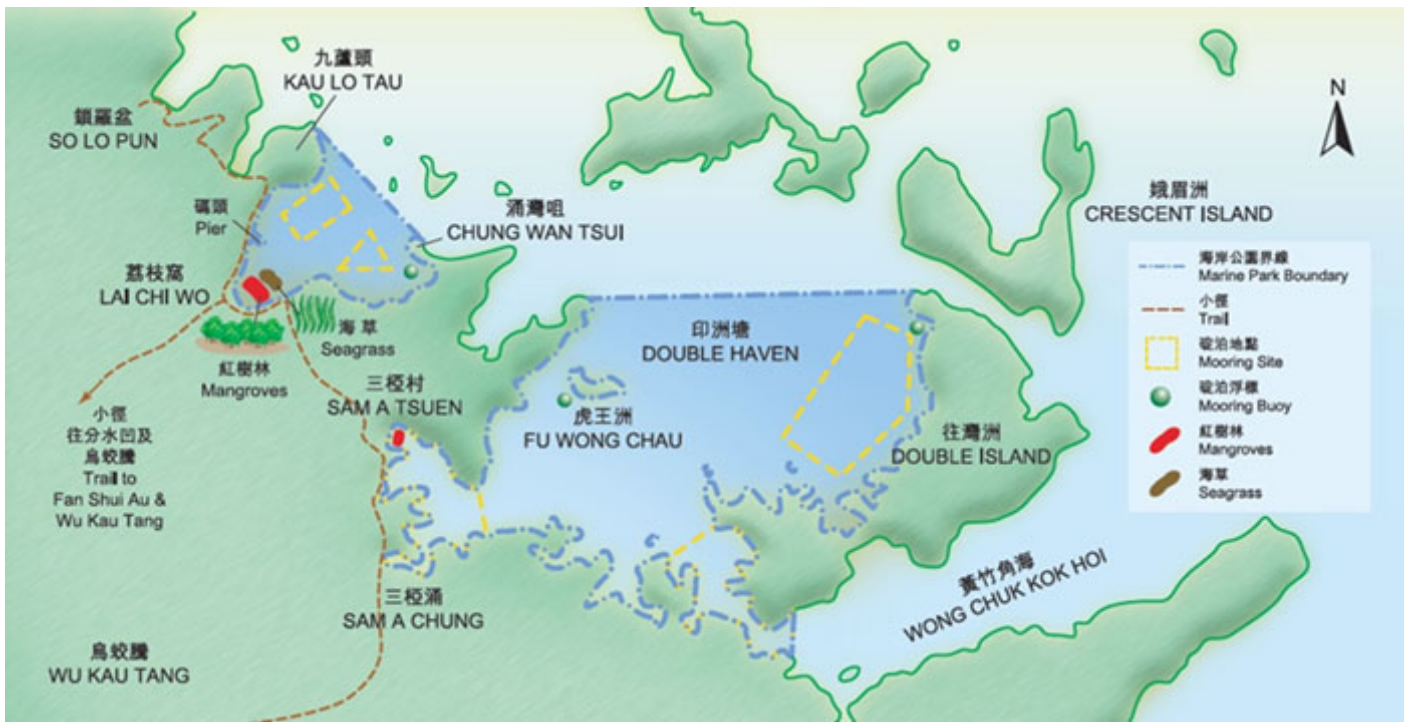 九蘆頭
KAU LO TAU
鎖羅盆
SO LO PUN
N
碼頭
Pier
涌灣咀
CHUNG WAN TSUI
娥眉洲
CRESCENT ISLAND
荔枝窩
LAI CHI WO
海草
Seagrass
紅樹林
Mangroves
印洲塘
DOUBLE HAVEN
三椏村
SAM A TSUEN
虎王洲
FU WONG CHAU
往灣洲
DOUBLE ISLAND
小徑
往分水凹及
烏蛟騰
Trail to
Fan Shui Au &
Wu Kau Tang
三椏涌
SAM A CHUNG
黃竹角海
WONG CHUK KOK HOI
烏蛟騰
WU KAU TANG
海岸公園界線
Marine Park Boundary
小徑
Trail
碇泊地點
Mooring Site
碇泊浮標
Mooring Buoy
紅樹林
Mangroves
海草
Seagrass